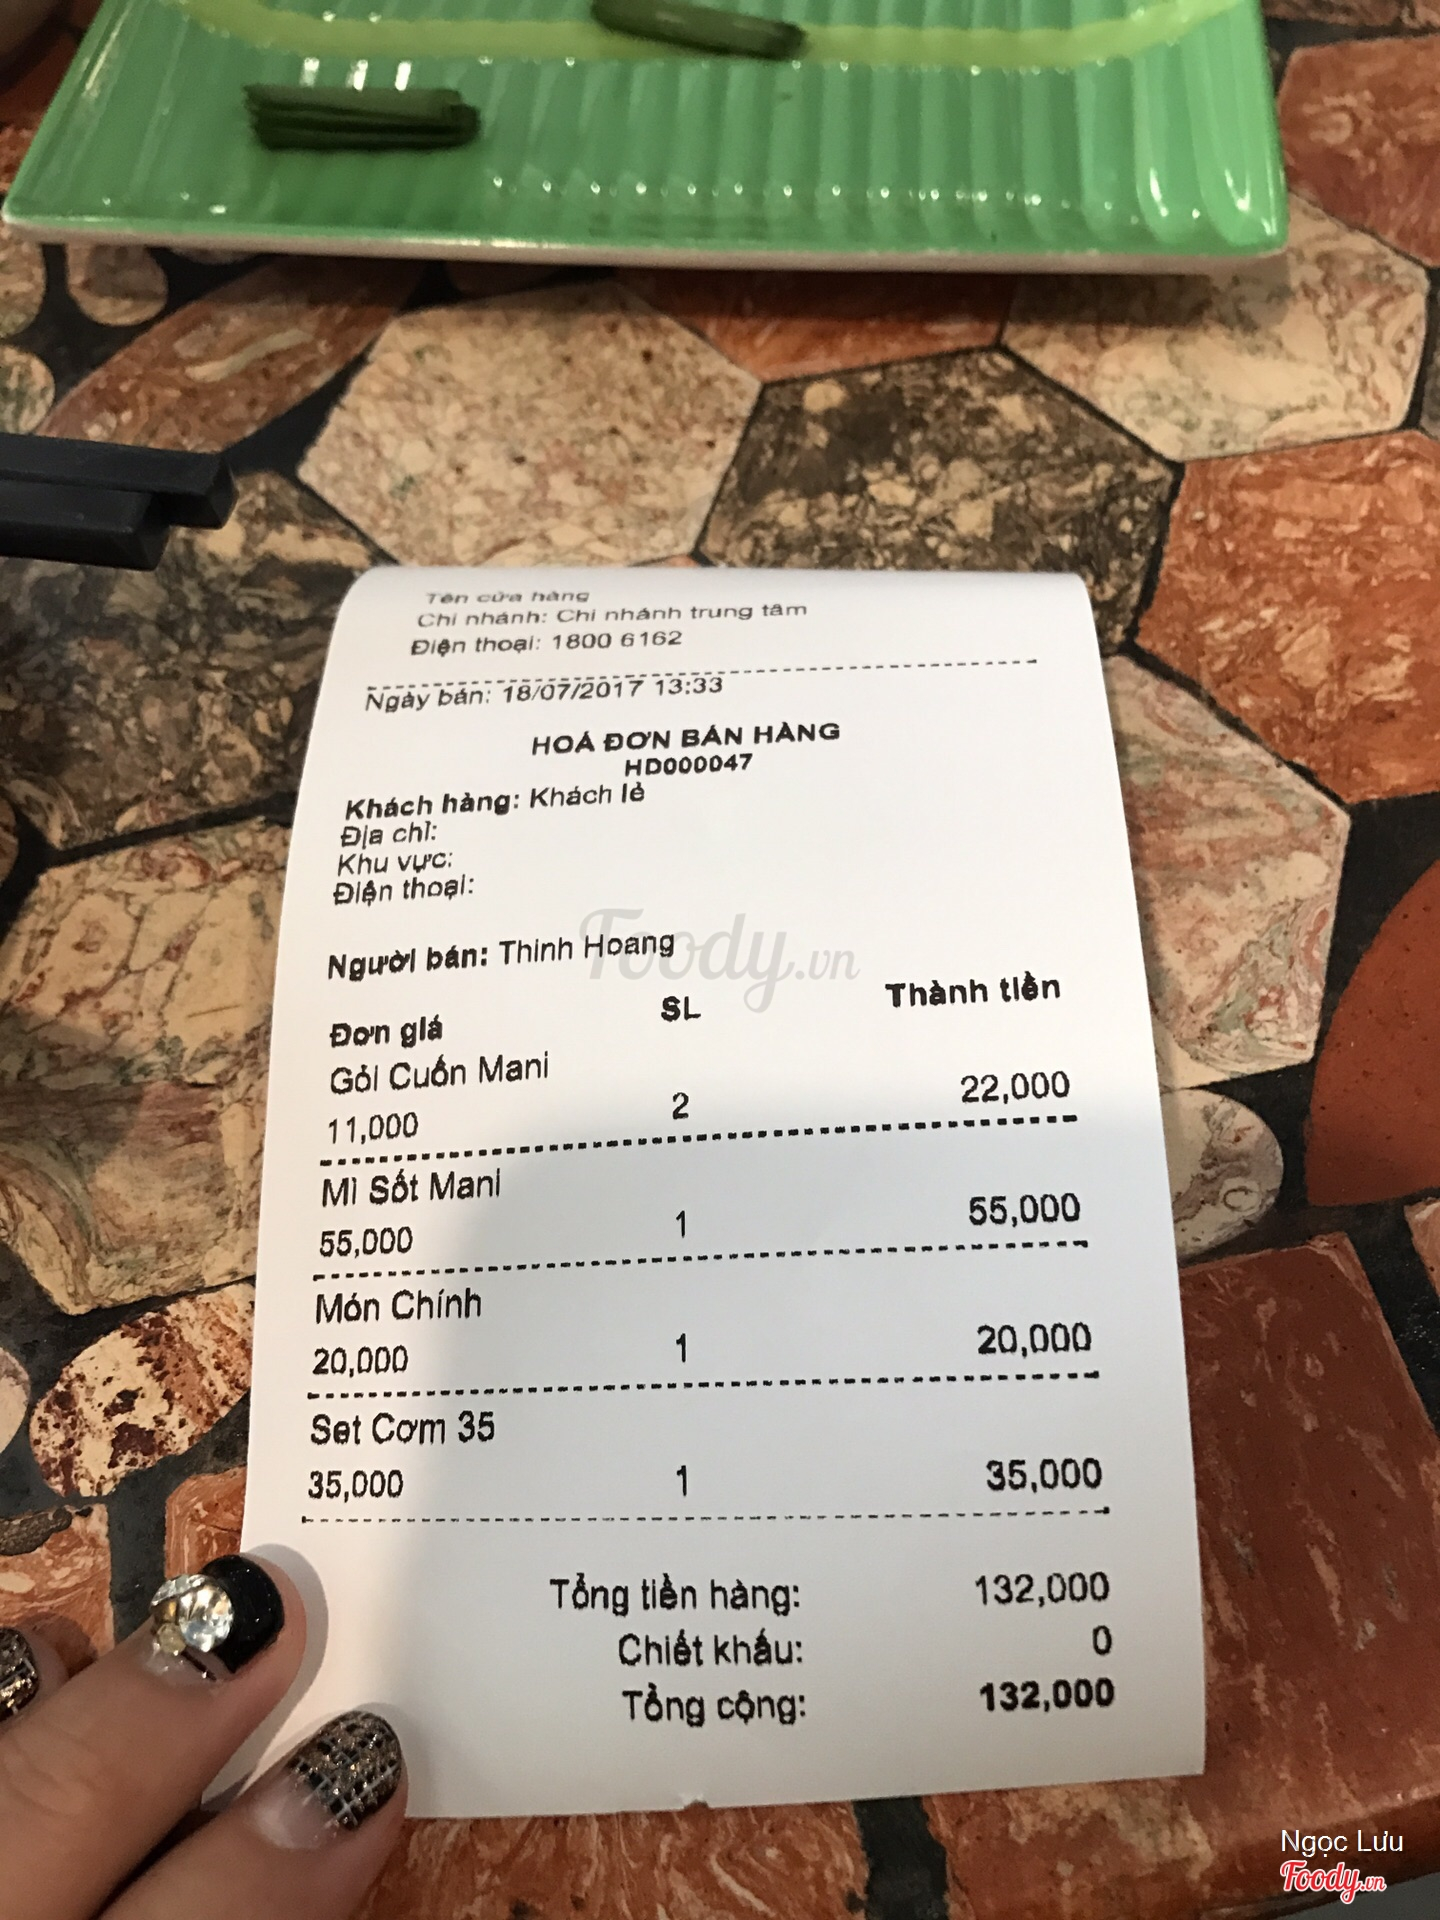 Tên cửa hàng
Chi nhánh: Chi nhánh trung tâm
Điện thoại: 1800 6162
Ngày bán: 18/07/2017 13:33
HOÁ ĐƠN BÁN HÀNG
HD000047
Khách hàng: Khách lẻ
Địa chỉ:
Khu vực:
Điện thoại:
Người bán: Thinh Hoang
Foody.vn
Đơn giá SL Thành tiền
Gỏi Cuốn Mani
11,000 2 22,000
Mì Sốt Mani
55,000 1 55,000
Món Chính
20,000 1 20,000
Set Cơm 35
35,000 1 35,000
Tổng tiền hàng: 132,000
Chiết khấu: 0
Tổng cộng: 132,000
Ngọc Lưu
Foody.vn